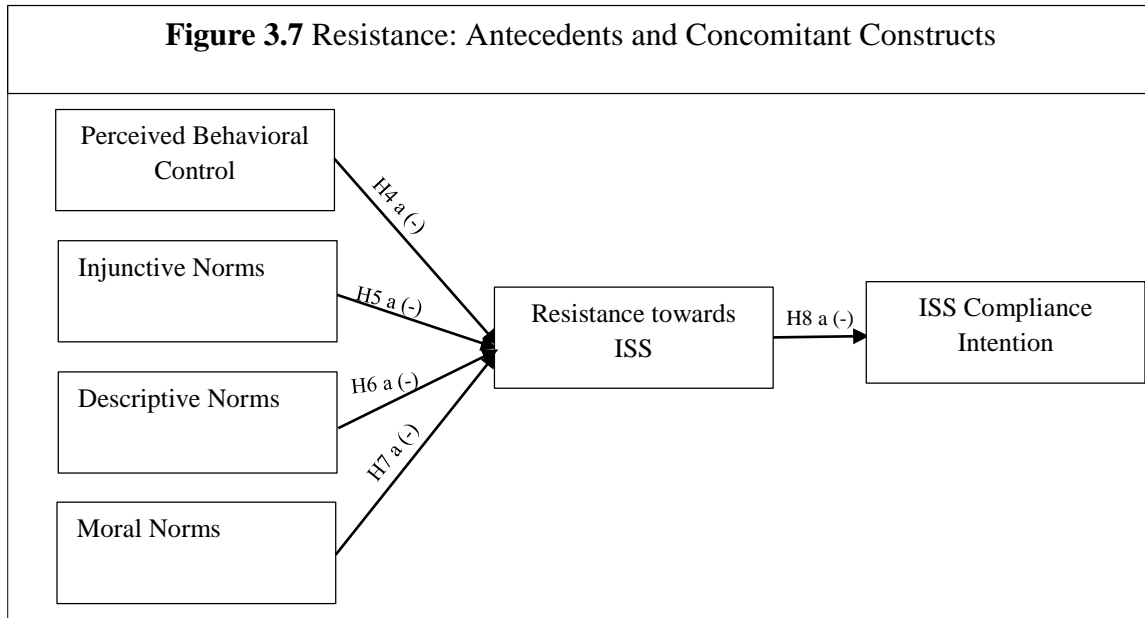 Figure 3.7 Resistance: Antecedents and Concomitant Constructs
Perceived Behavioral
Control
H4 a (-)
Injunctive Norms
H5 a (-)
Resistance towards
ISS
H8 a (-)
ISS Compliance
Intention
Descriptive Norms
H6 a (-)
H7 a (-)
Moral Norms